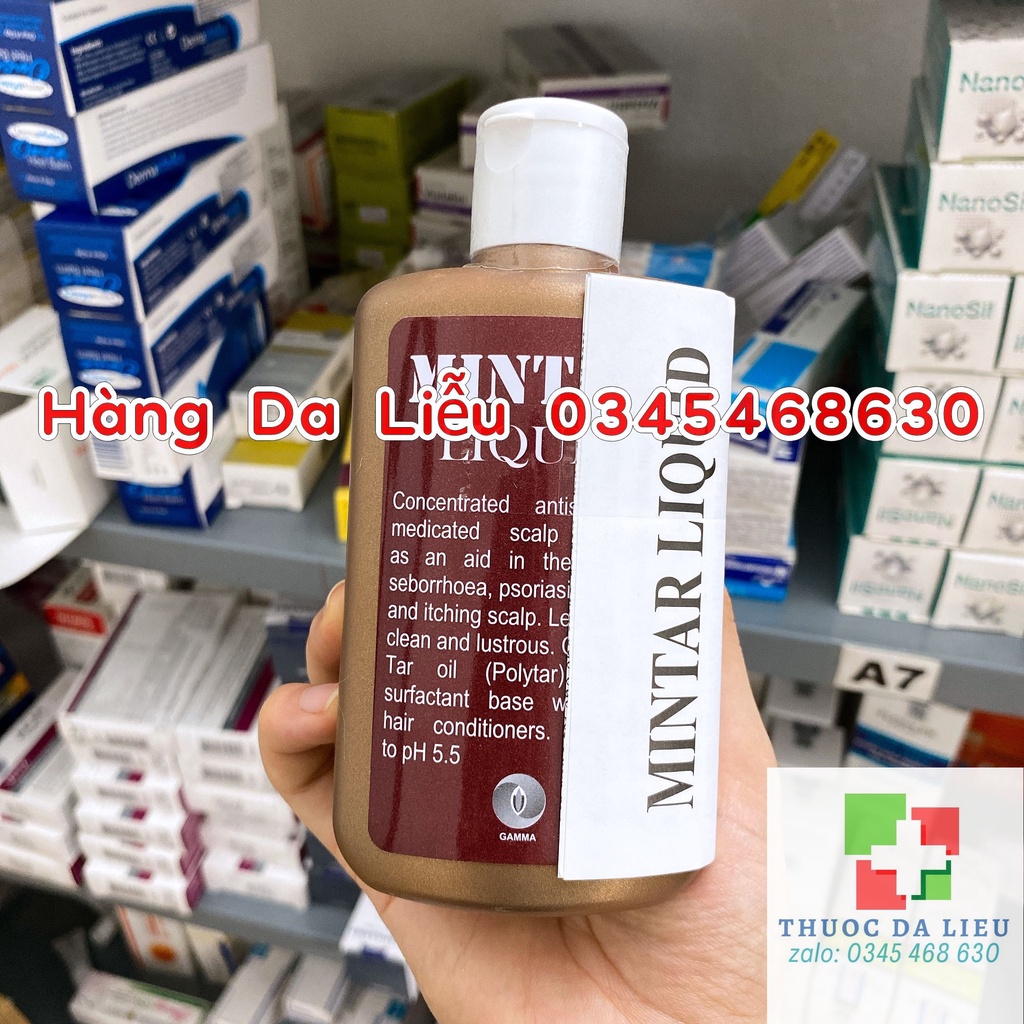 NanoSil
NanoSil
NanoSil
MINT
Hàng Da Liễu 0345468630
LIQU
Concentrated antis
medicated scalp
as an aid in the
seborrhoea, psoriasi
and itching scalp. Le
clean and lustrous.
Tar oil (Polytar)
surfactant base w
hair conditioners.
to pH 5.5
GAMMA
MINTAR LIQUID
A7
THUOC DA LIEU
zalo: 0345 468 630